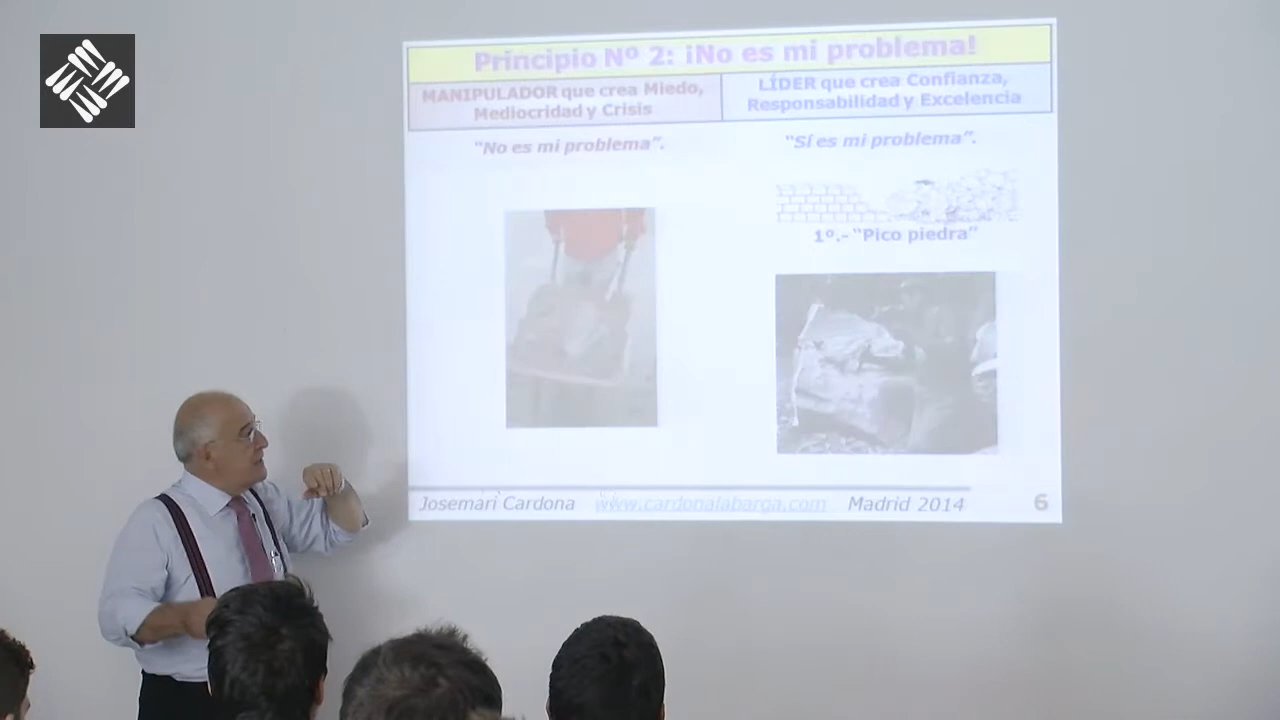 Principio Nº 2: ¡No es mi problema!
MANIPULADOR que crea Miedo,
Mediocridad y Crisis
LÍDER que crea Confianza,
Responsabilidad y Excelencia
“No es mi problema”.
“Sí es mi problema”.
1º.- “Pico piedra”
Josemari Cardona www.cardonalabarga.com Madrid 2014 6